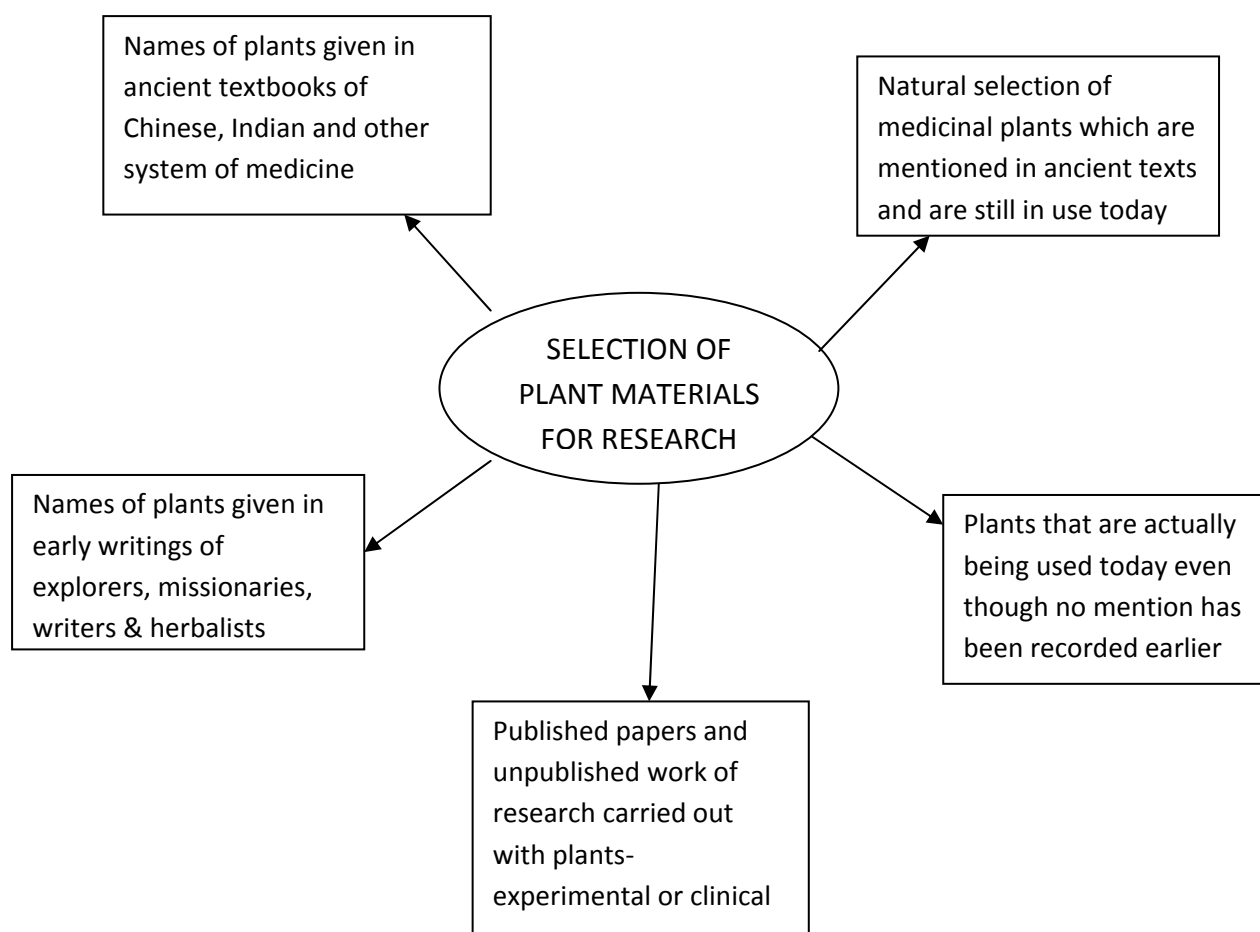 Names of plants given in
ancient textbooks of
Chinese, Indian and other
system of medicine
Natural selection of
medicinal plants which are
mentioned in ancient texts
and are still in use today
SELECTION OF
PLANT MATERIALS
FOR RESEARCH
Names of plants given in
early writing of
explorers, missionaries,
writers & herbalists
Plants that are actually
being used today even
though no mention has
been recorded earlier
Published papers and
unpublished work of
research carried out
with plants-
experimental or clinical